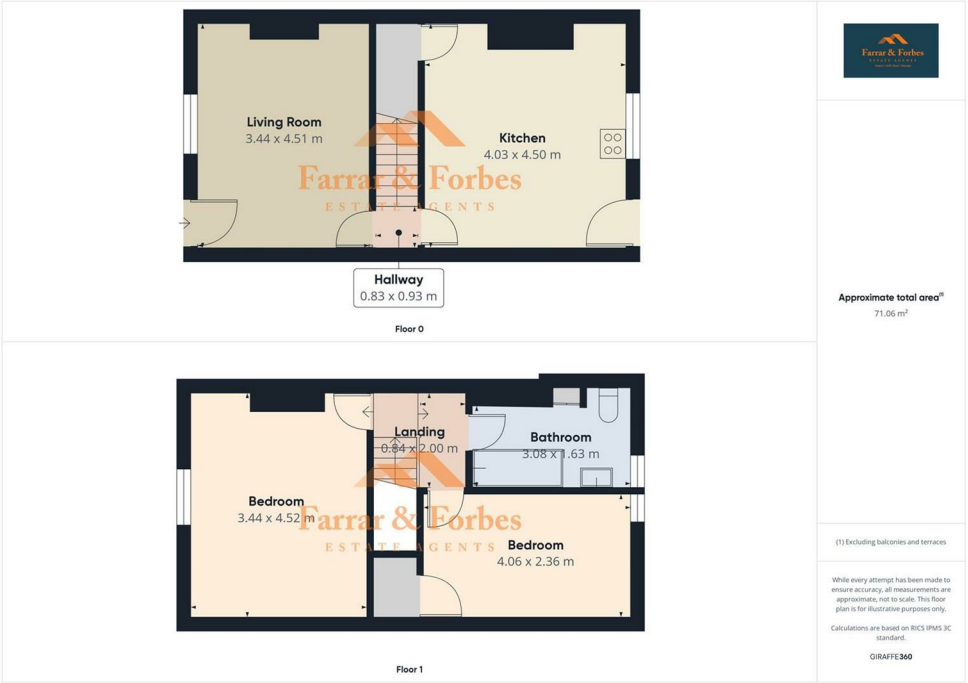 Living Room
3.44 x 4.51 m
Kitchen
4.03 x 4.50 m
Farrar & Forbes
ESTATE AGENTS
Hallway
0.83 x 0.93 m
Floor 0
Landing
0.84 x 2.00 m
Bathroom
3.08 x 1.63 m
Bedroom
3.44 x 4.52 m
Farrar & Forbes
ESTATE AGENTS
Bedroom
4.06 x 2.36 m
Floor 1
Farrar & Forbes
ESTATE AGENTS
Approximate total area(1)
71.06 m²
(1) Excluding balconies and terraces
While every attempt has been made to
ensure accuracy, all measurements are
approximate, not to scale. This floor
plan is for illustrative purposes only.
Calculations are based on RICS IPMS 3C
standard.
GIRAFFE360